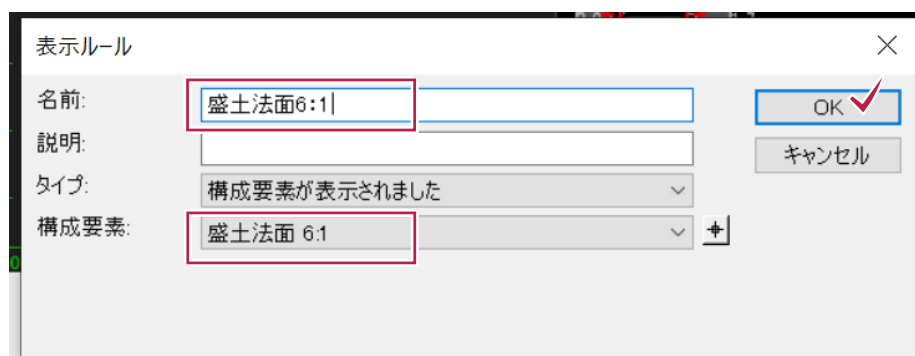 表示ルール
名前:
盛土法面6:1
OK
説明:
キャンセル
タイプ:
構成要素が表示されました
構成要素:
盛土法面 6:1
0